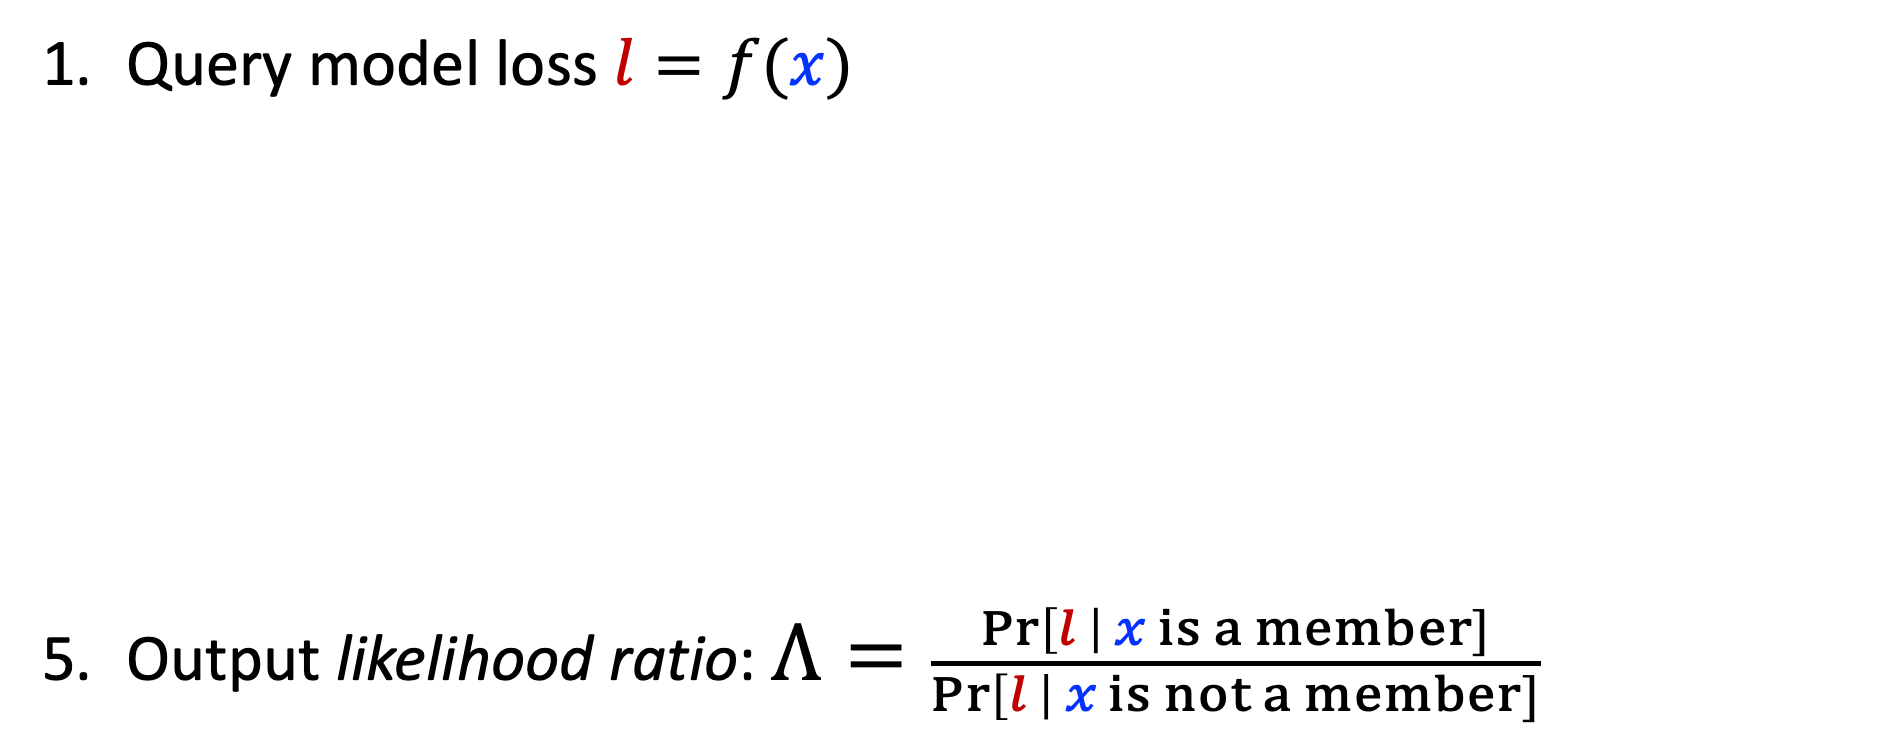 1. Query model loss l = f(x)
5. Output likelihood ratio: Λ = Pr[l | x is a member] / Pr[l | x is not a member]